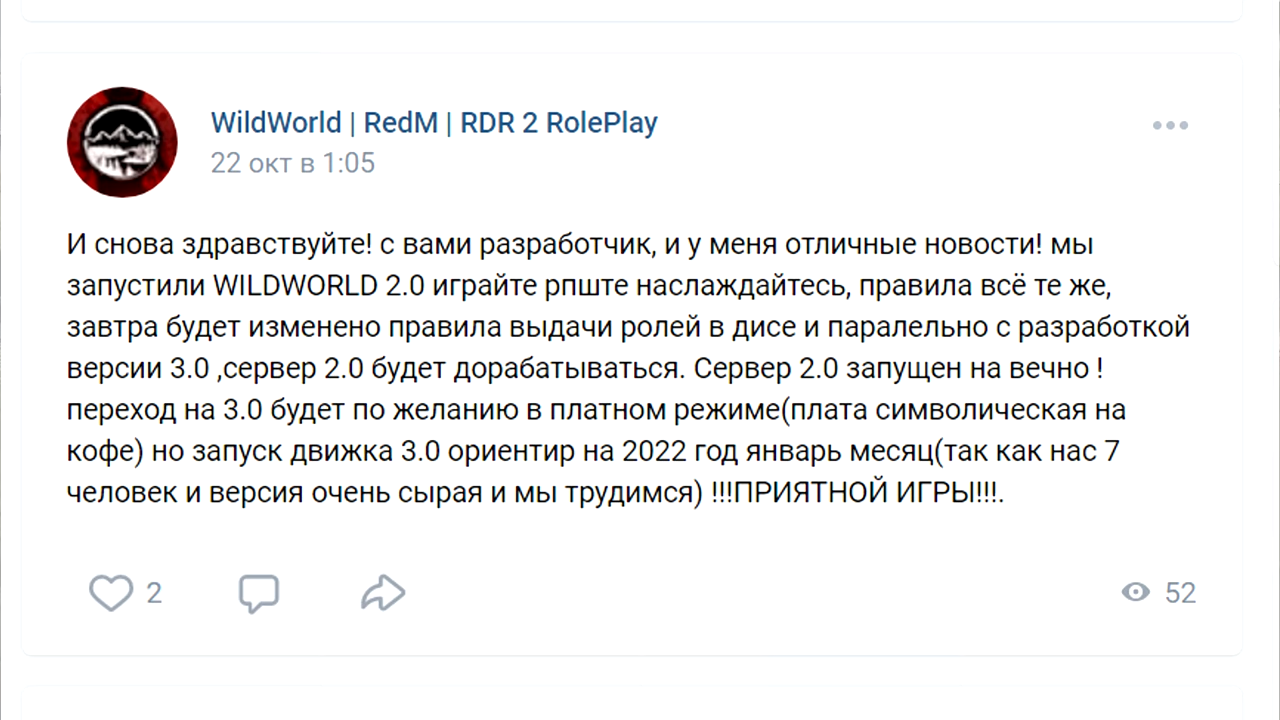 WildWorld | RedM | RDR 2 RolePlay
22 окт в 1:05
И снова здравствуйте! с вами разработчик, и у меня отличные новости! мы
запустили WILDWORLD 2.0 играйте рпште наслаждайтесь, правила всё те же,
завтра будет изменено правила выдачи ролей в дисе и паралельно с разработкой
версии 3.0 ,сервер 2.0 будет дорабатываться. Сервер 2.0 запущен на вечно !
переход на 3.0 будет по желанию в платном режиме(плата символическая на
кофе) но запуск движка 3.0 ориентир на 2022 год январь месяц(так как нас 7
человек и версия очень сырая и мы трудимся) !!!ПРИЯТНОЙ ИГРЫ!!!.
2
52